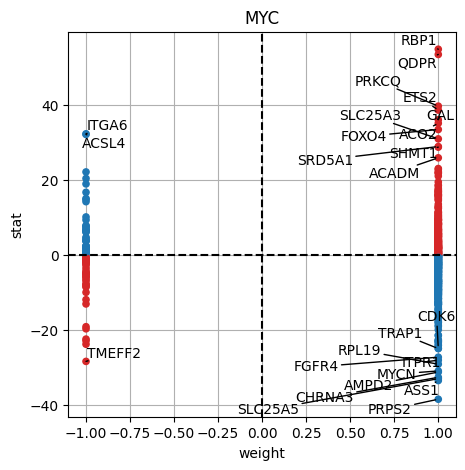 MYC
RBP1
QDPR
PRKCQ
ETS2
SLC25A3
GAL
FOXO4
ACO2
SRD5A1
SHMT1
ACADM
ITGA6
ACSL4
CDK6
TRAP1
RPL19
TMEFF2
FGFR4
ITPR1
MYCN
AMPD2
ASS1
CHRNA3
SLC25A5
PRPS2
40
20
0
−20
−40
stat
−1.00 −0.75 −0.50 −0.25 0.00 0.25 0.50 0.75 1.00
weight